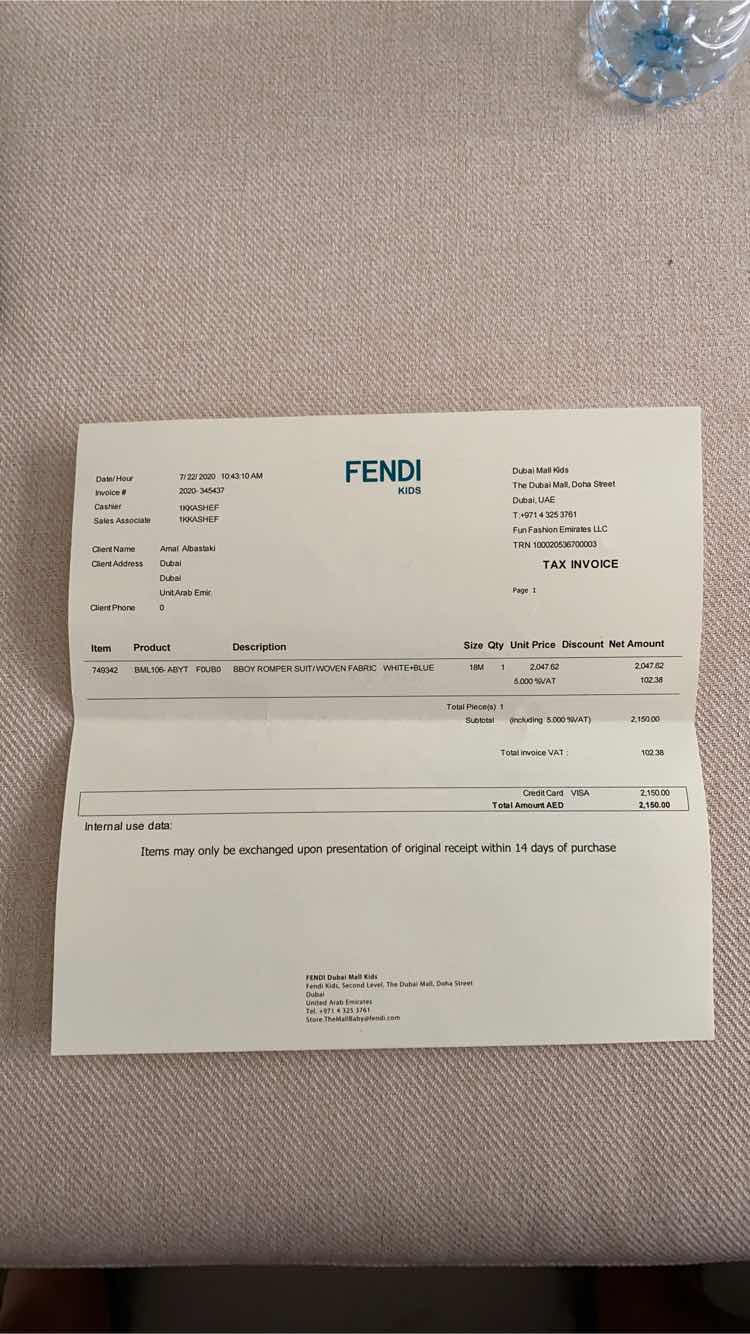 FENDI
KIDS
Date/Hour 7/22/2020 10:43:10 AM
Invoice # 2020-345437
Cashier 1KKASHEF
Sales Associate 1KKASHEF
Client Name Amal Albastaki
Client Address Dubai
Dubai
Unit.Arab Emir.
Client Phone 0
Dubai Mall Kids
The Dubai Mall, Doha Street
Dubai, UAE
T:+971 4 325 3761
Fun Fashion Emirates LLC
TRN 100020536700003
TAX INVOICE
Page 1
Item Product Description Size Qty Unit Price Discount Net Amount
749342 BML106-ABYT F0UB0 BBOY ROMPER SUIT/WOVEN FABRIC WHITE+BLUE 18M 1 2,047.62 2,047.62
5.000 %VAT 102.38
Total Piece(s) 1
Subtotal (including 5.000 %VAT) 2,150.00
Total invoice VAT : 102.38
Credit Card VISA 2,150.00
Total Amount AED 2,150.00
Internal use data:
Items may only be exchanged upon presentation of original receipt within 14 days of purchase
FENDI Dubai Mall Kids
Fendi Kids, Second Level, The Dubai Mall, Doha Street
Dubai
United Arab Emirates
Tel. +971 4 325 3761
Store.TheMallBaby@fendi.com